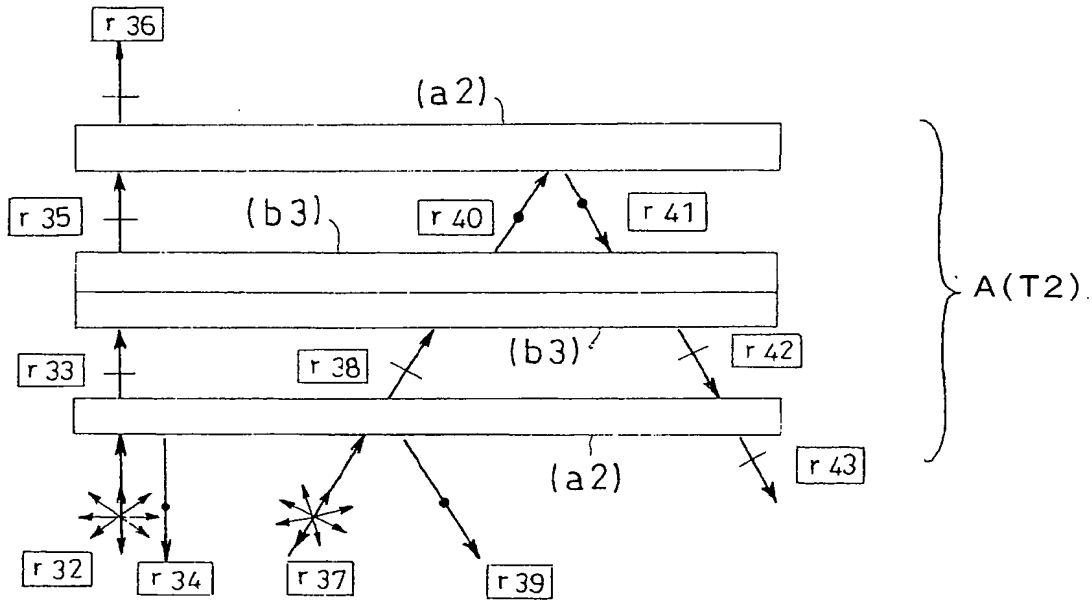 r 36
(a2)
r 35
(b3)
r 40
r 41
A(T2)
r 33
r 38
(b3)
r 42
(a2)
r 43
r 32
r 34
r 37
r 39